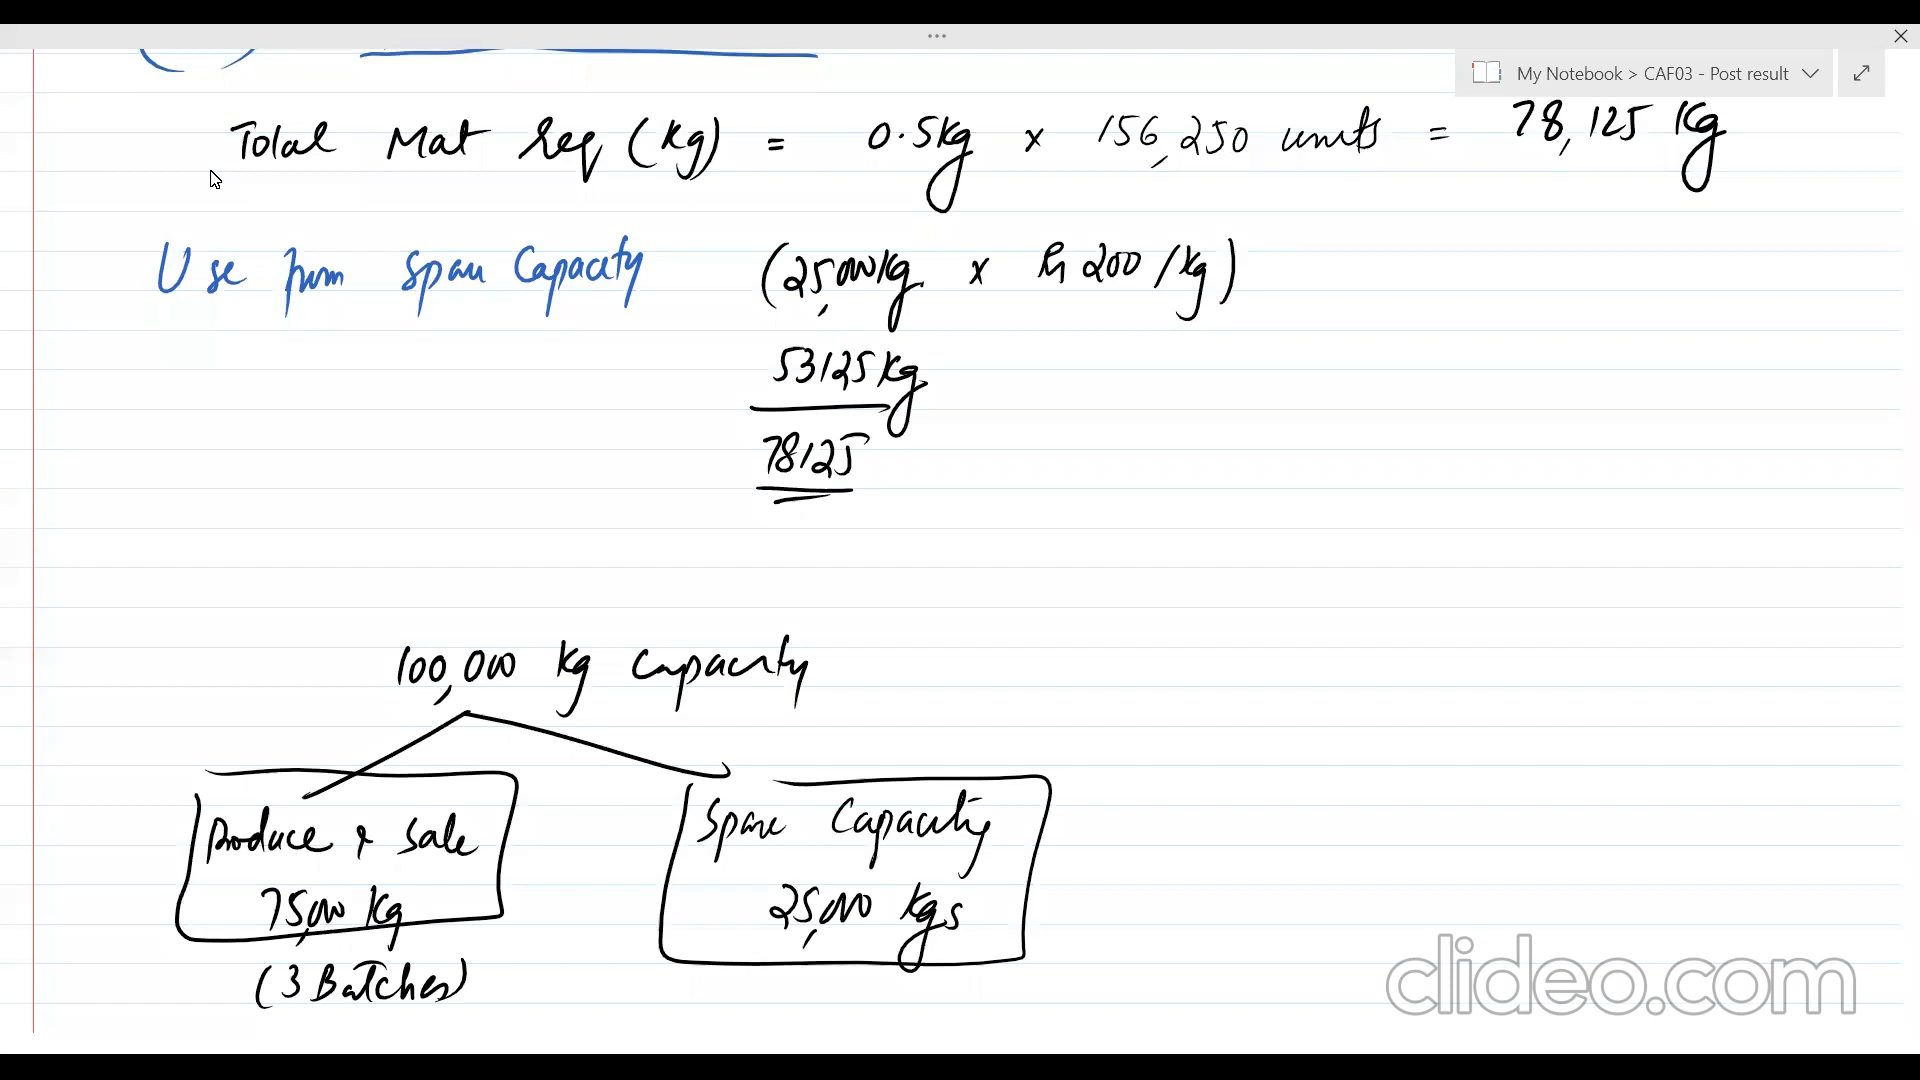 My Notebook > CAF03 - Post result
Total Mat Req (Kg) = 0.5kg x 156,250 units = 78,125 Kg
Use from Spare Capacity (25,000kg x Rs 200/kg)
53125 kg
78125
100,000 kg Capacity
Produce & Sale
75,000 Kg
(3 Batches)
Spare Capacity
25,000 kgs
clideo.com